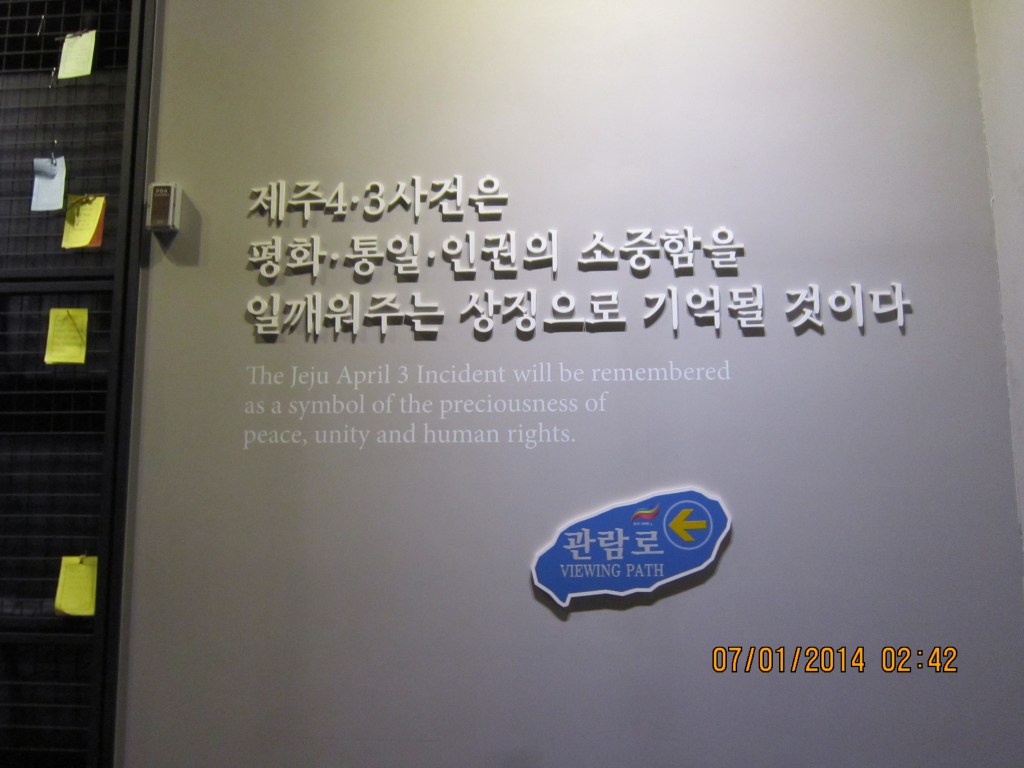 제주4·3사건은
평화·통일·인권의 소중함을
일깨워주는 상징으로 기억될 것이다
The Jeju April 3 Incident will be remembered
as a symbol of the preciousness of
peace, unity and human rights.
관람로
VIEWING PATH
07/01/2014 02:42